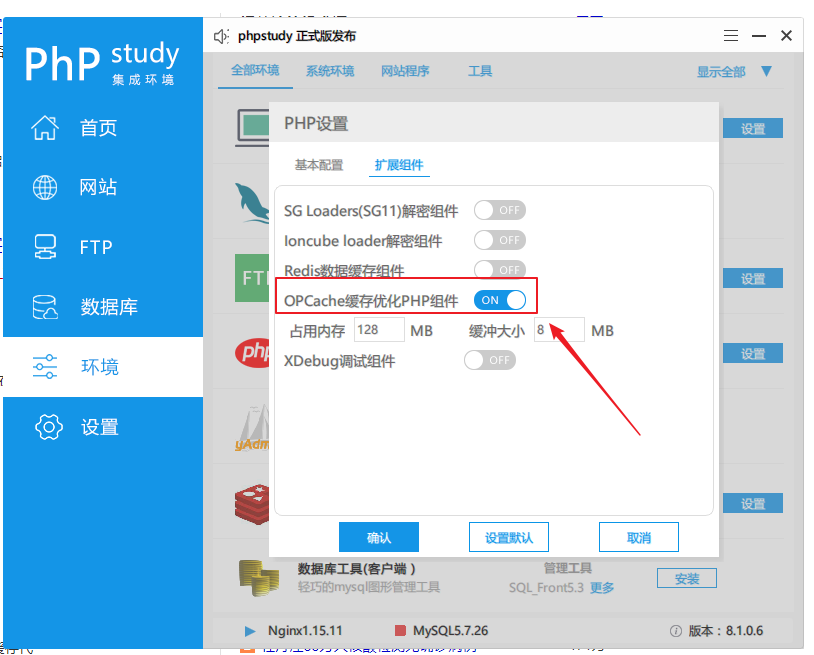 PhP study
集成环境
首页
网站
FTP
数据库
环境
设置
phpstudy 正式版发布
全部环境 系统环境 网站程序 工具 显示全部
设置
PHP设置
基本配置 扩展组件
SG Loaders(SG11)解密组件 OFF
Ioncube loader解密组件 OFF
Redis数据缓存组件 OFF
FT 设置
OPCache缓存优化PHP组件 ON
占用内存 128 MB 缓冲大小 8 MB
php 设置
XDebug调试组件 OFF
yAdm
设置
确认 设置默认 取消
数据库工具(客户端) 管理工具
轻巧的mysql图形管理工具 SQL_Front5.3 更多 安装
Nginx1.15.11 MySQL5.7.26 版本：8.1.0.6